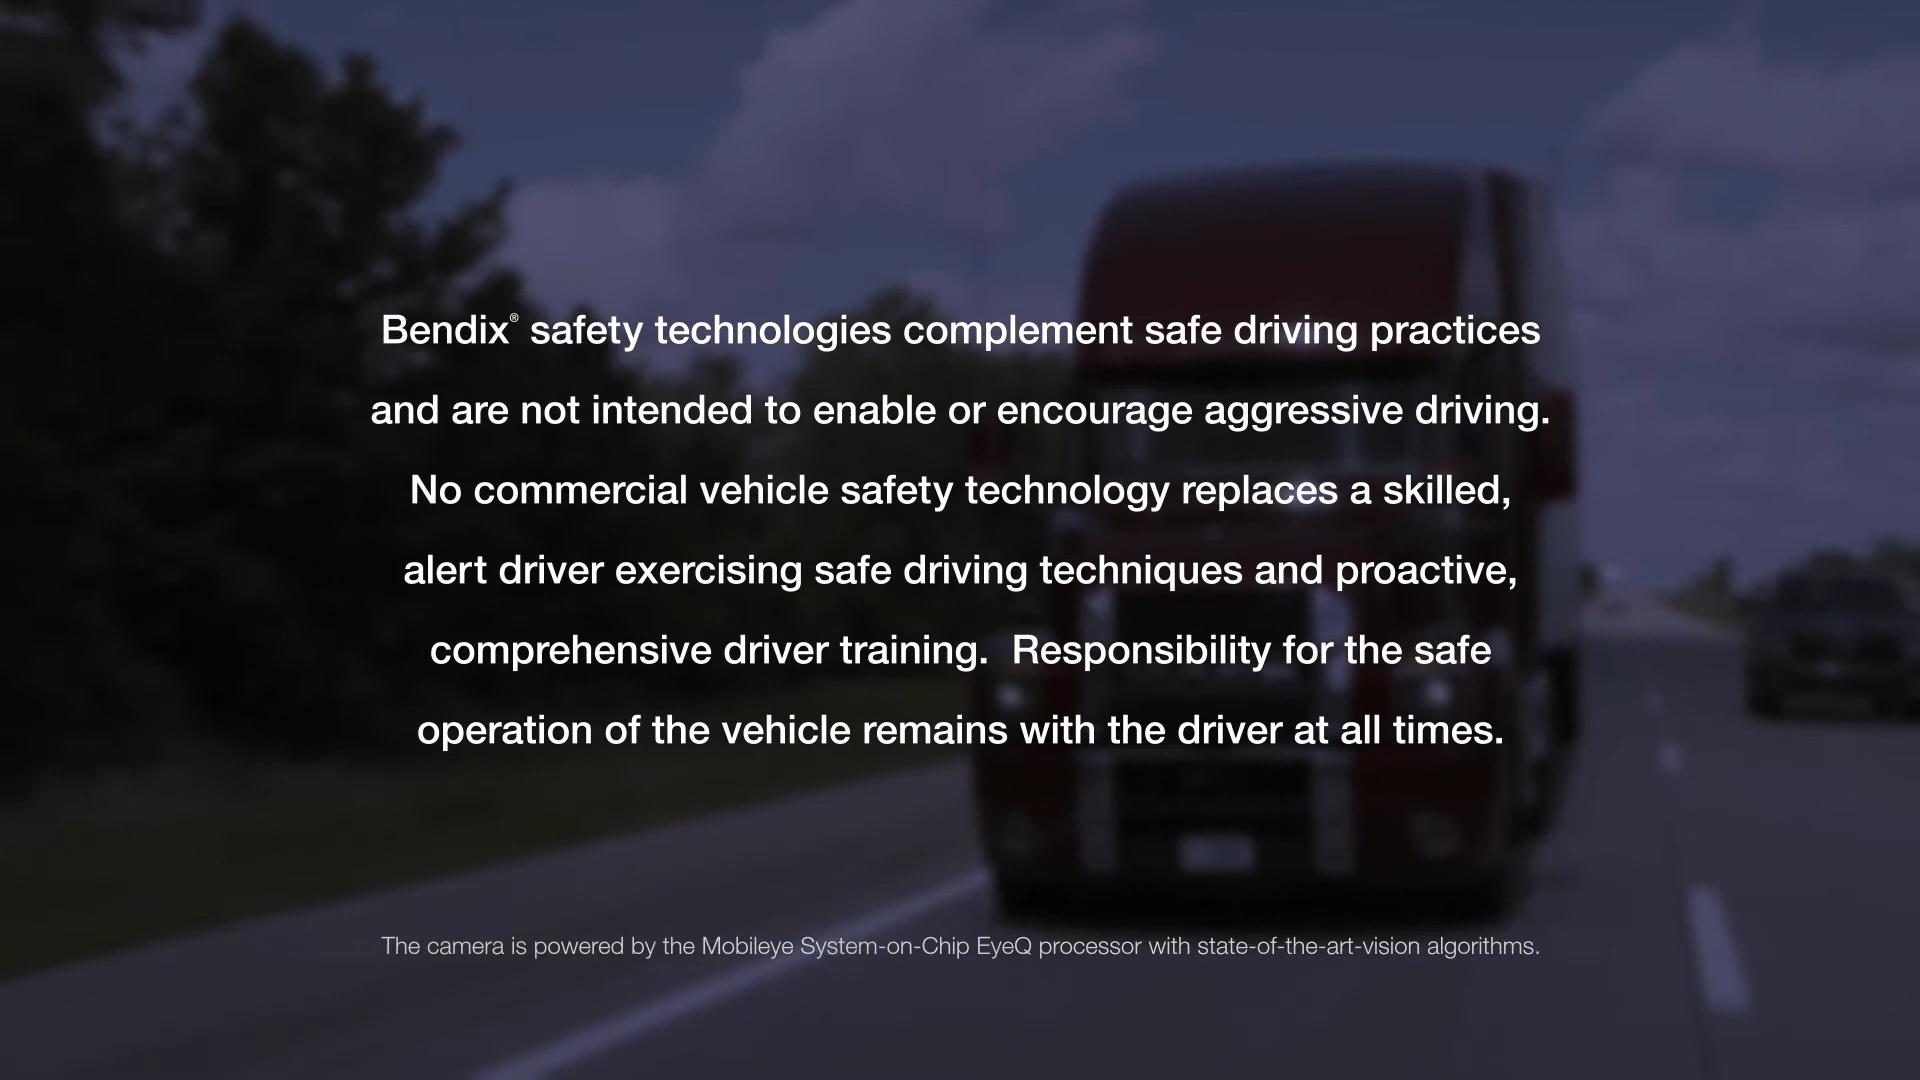 Bendix® safety technologies complement safe driving practices
and are not intended to enable or encourage aggressive driving.
No commercial vehicle safety technology replaces a skilled,
alert driver exercising safe driving techniques and proactive,
comprehensive driver training.  Responsibility for the safe
operation of the vehicle remains with the driver at all times.
The camera is powered by the Mobileye System-on-Chip EyeQ processor with state-of-the-art-vision algorithms.